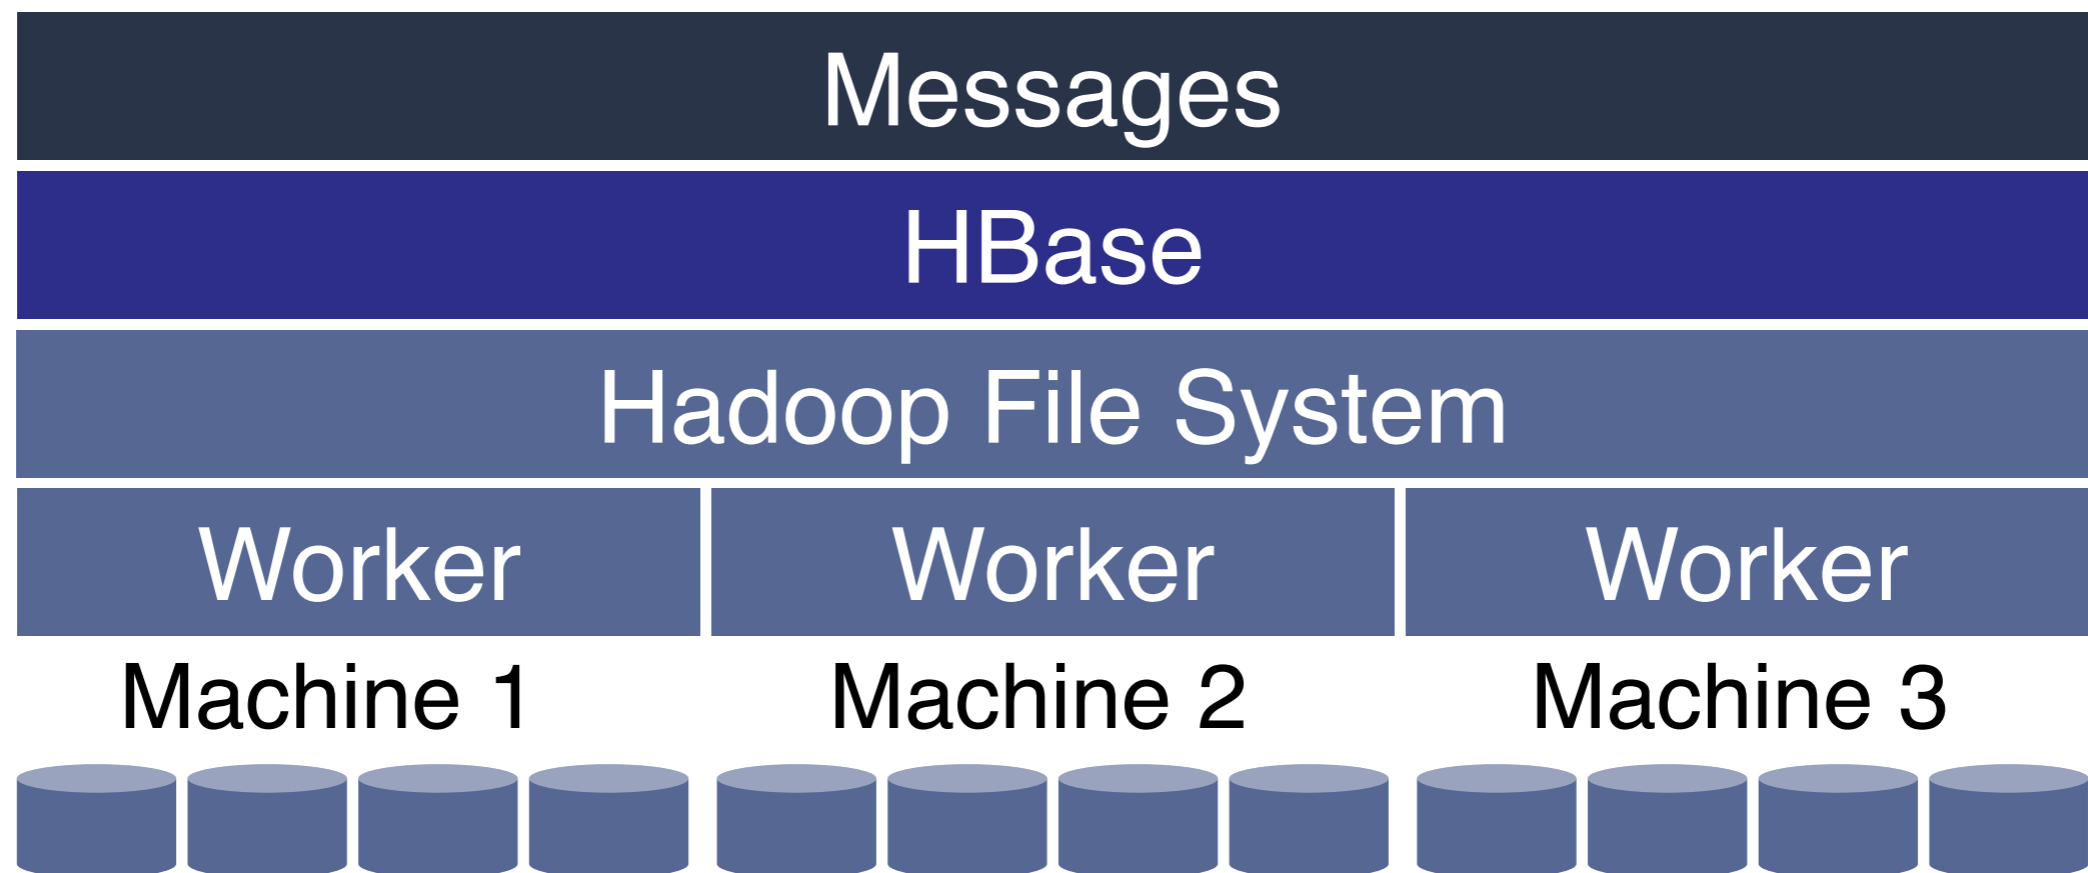 Messages
HBase
Hadoop File System
Worker Worker Worker
Machine 1 Machine 2 Machine 3